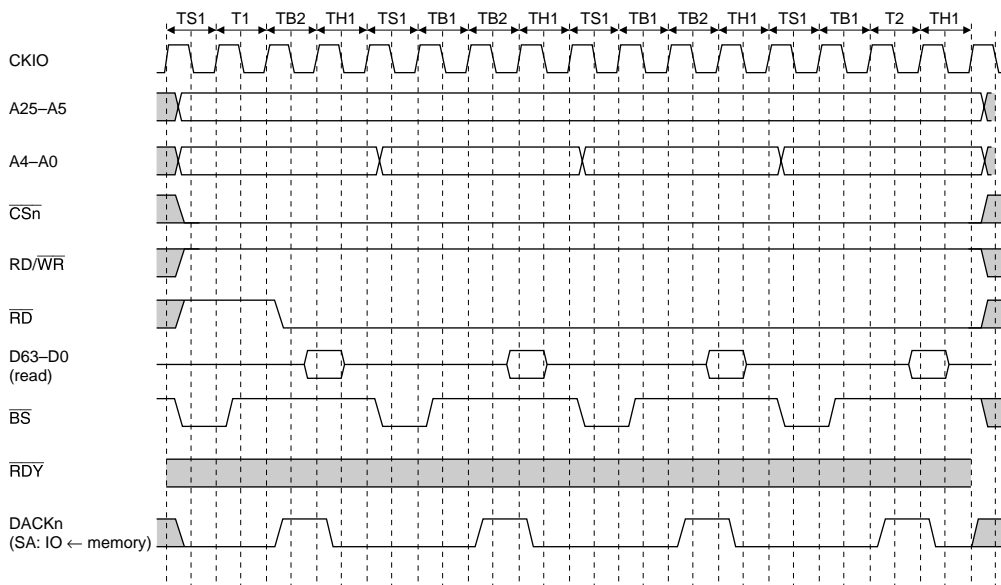 TS1 T1 TB2 TH1 TS1 TB1 TB2 TH1 TS1 TB1 TB2 TH1 TS1 TB1 T2 TH1
CKIO
A25–A5
A4–A0
CSn
RD/WR
RD
D63–D0
(read)
BS
RDY
DACKn
(SA: IO ← memory)